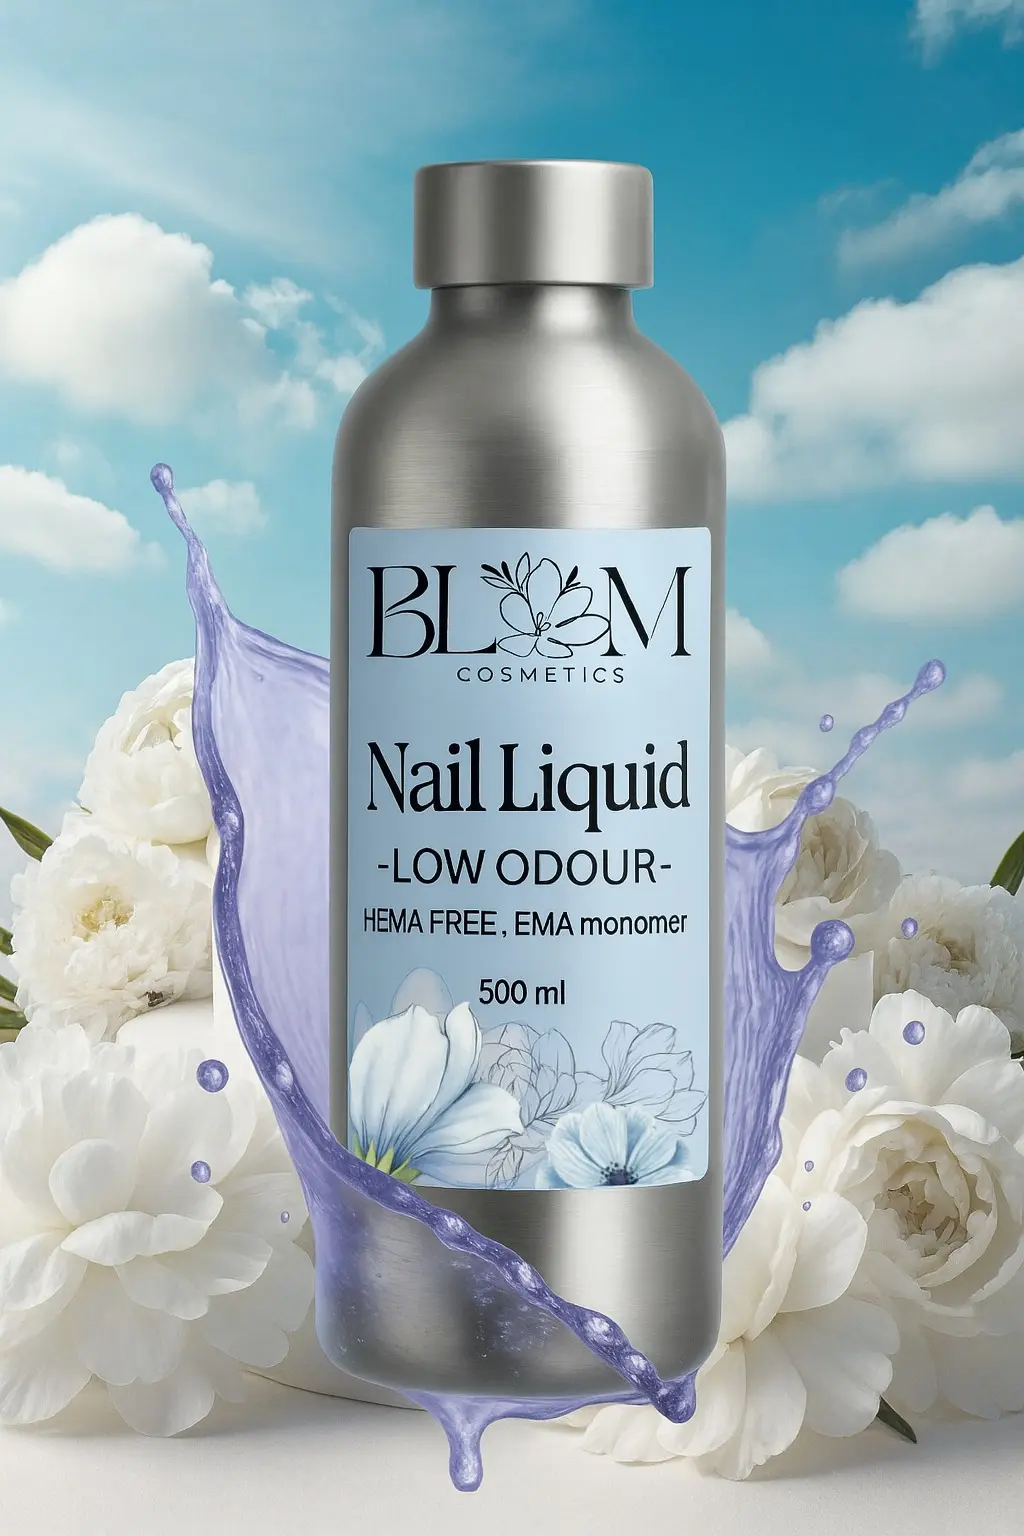 BLOOM
COSMETICS
Nail Liquid
-LOW ODOUR-
HEMA FREE, EMA monomer
500 ml